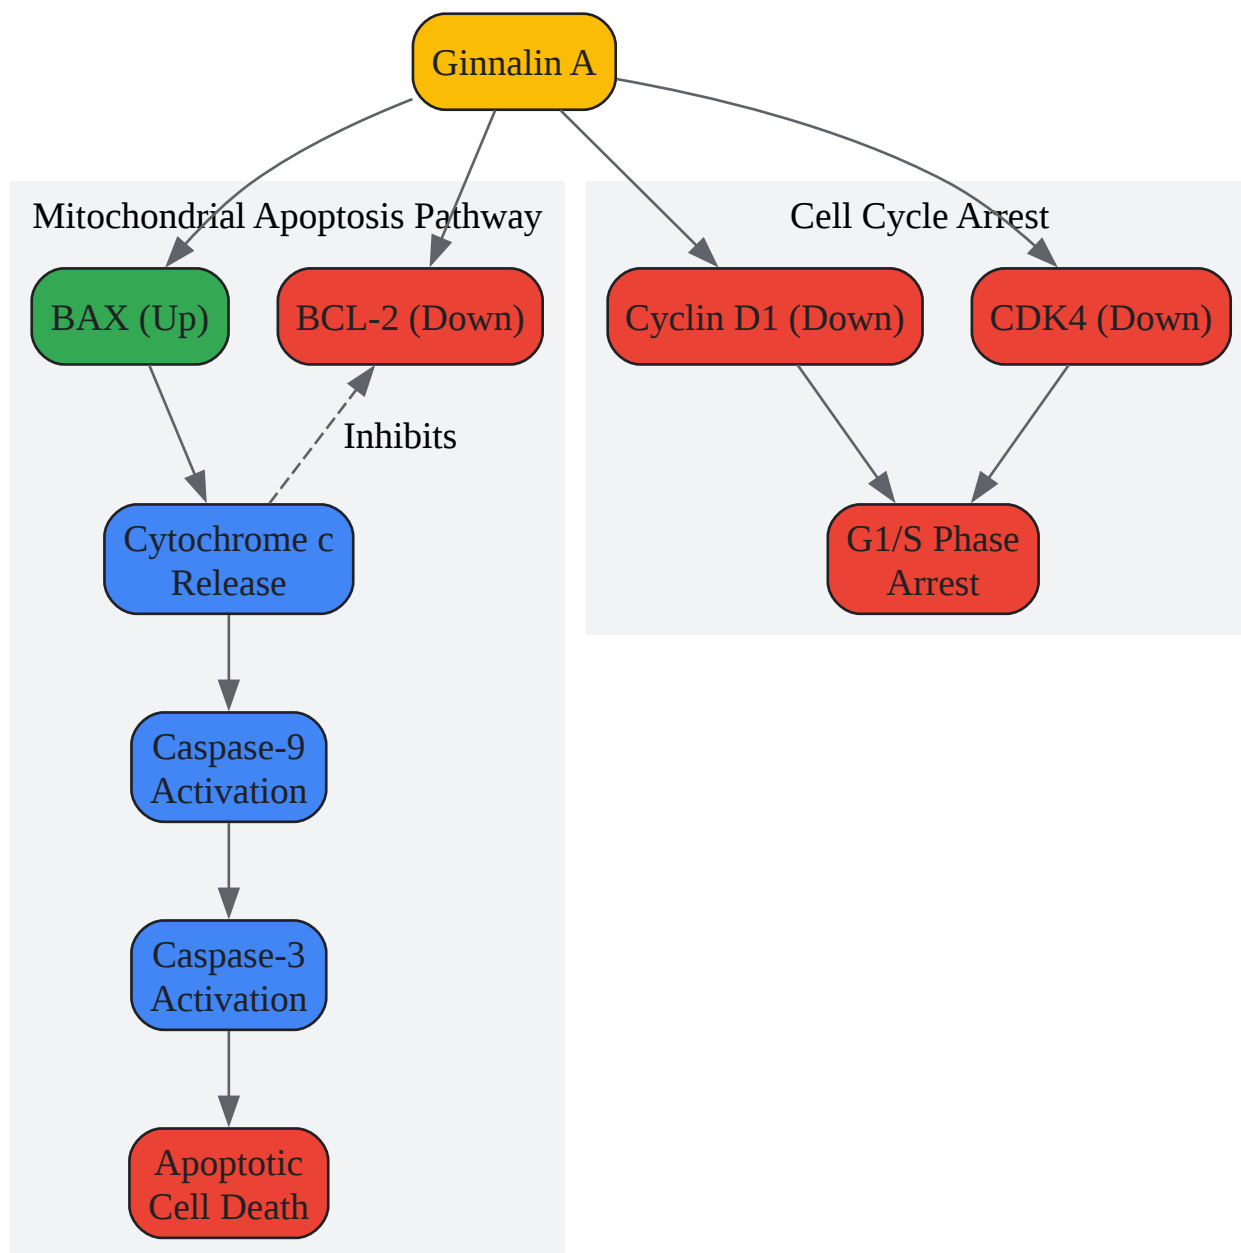 Ginnalin A
Mitochondrial Apoptosis Pathway
Cell Cycle Arrest
BAX (Up)
BCL-2 (Down)
Cyclin D1 (Down)
CDK4 (Down)
Inhibits
Cytochrome c
Release
G1/S Phase
Arrest
Caspase-9
Activation
Caspase-3
Activation
Apoptotic
Cell Death